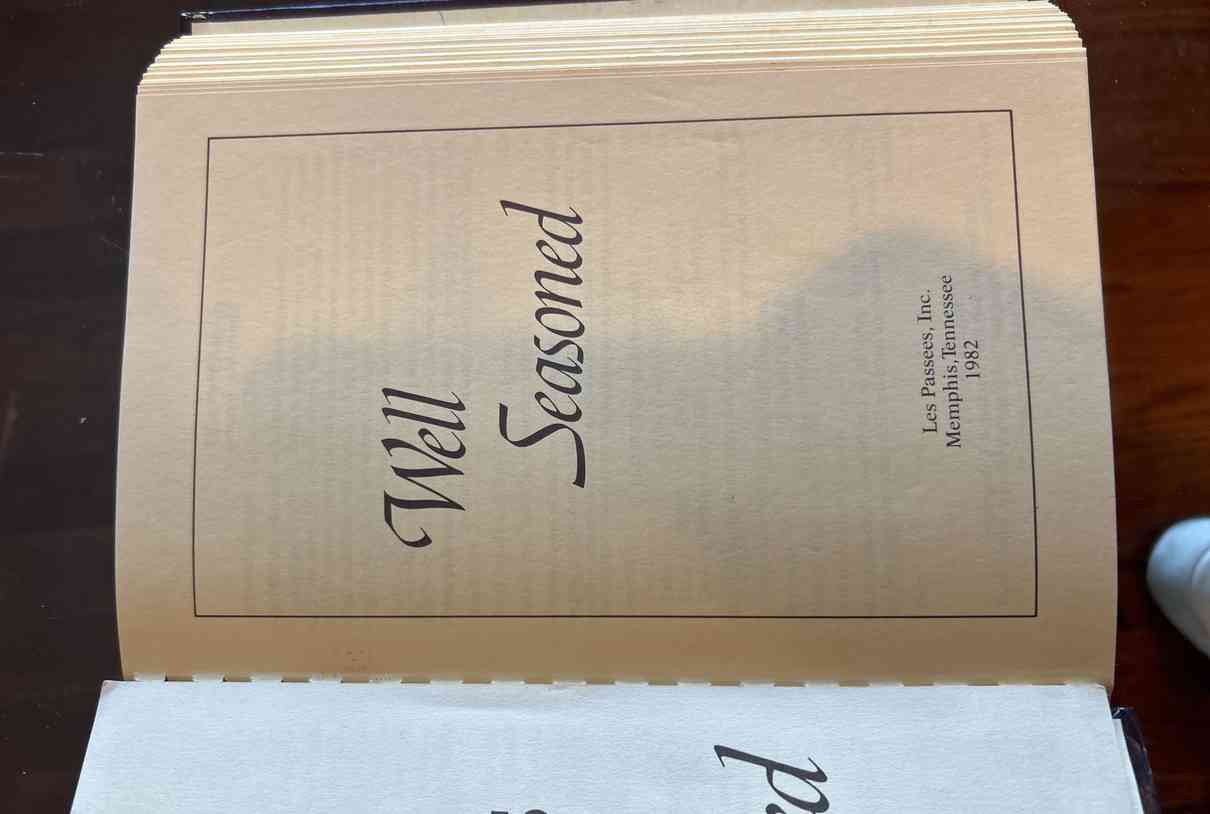 Well
Seasoned
Les Passees, Inc.
Memphis, Tennessee
1982